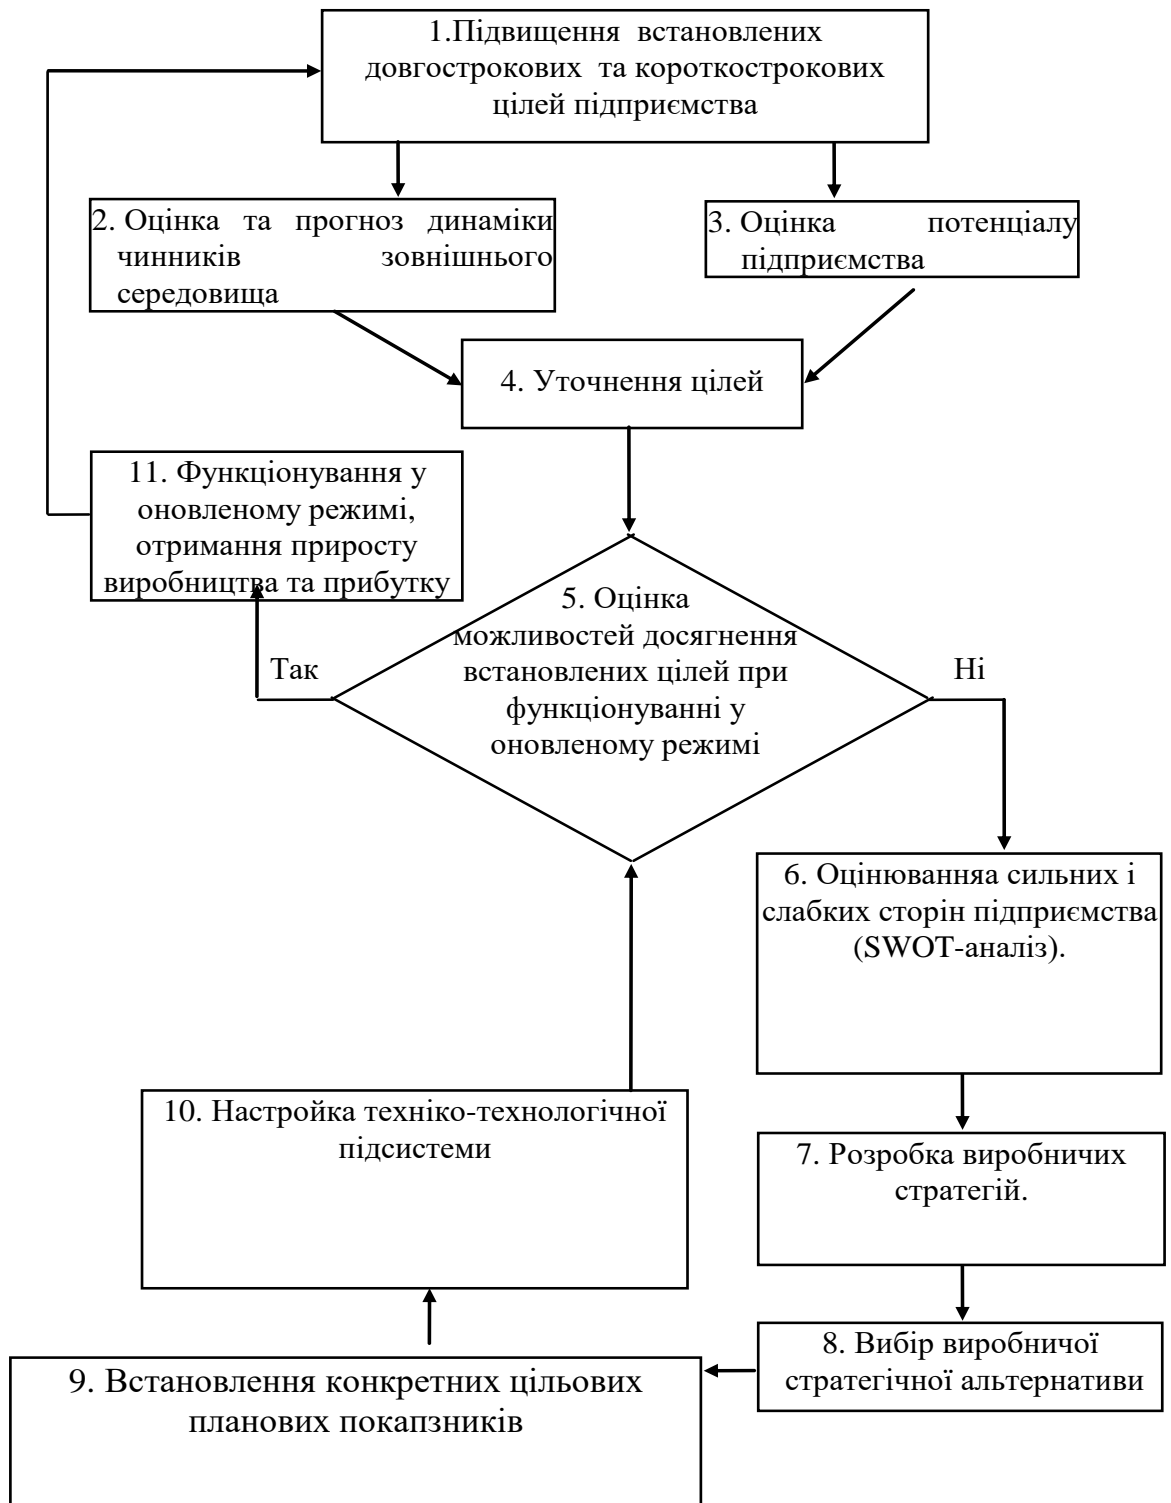 1.Підвищення встановлених
довгострокових та короткострокових
цілей підприємства
2. Оцінка та прогноз динаміки
чинників зовнішнього
середовища
3. Оцінка потенціалу
підприємства
4. Уточнення цілей
11. Функціонування у
оновленому режимі,
отримання приросту
виробництва та прибутку
5. Оцінка
можливостей досягнення
встановлених цілей при
функціонуванні у
оновленому режимі
Так
Ні
6. Оцінюванняа сильних і
слабких сторін підприємства
(SWOT-аналіз).
10. Настройка техніко-технологічної
підсистеми
7. Розробка виробничих
стратегій.
8. Вибір виробничої
стратегічної альтернативи
9. Встановлення конкретних цільових
планових покапзників